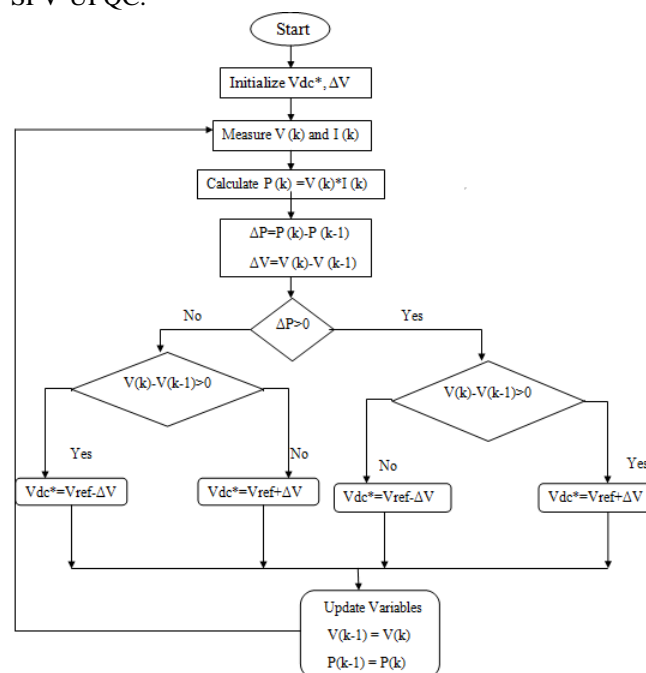 SPV-UPQC.
Start
Initialize Vdc*, ΔV
Measure V (k) and I (k)
Calculate P (k) =V (k)*I (k)
ΔP=P (k)-P (k-1)
ΔV=V (k)-V (k-1)
No
ΔP>0
Yes
V(k)-V(k-1)>0
V(k)-V(k-1)>0
Yes
No
No
Yes
Vdc*=Vref-ΔV
Vdc*=Vref+ΔV
Vdc*=Vref-ΔV
Vdc*=Vref+ΔV
Update Variables
V(k-1) = V(k)
P(k-1) = P(k)